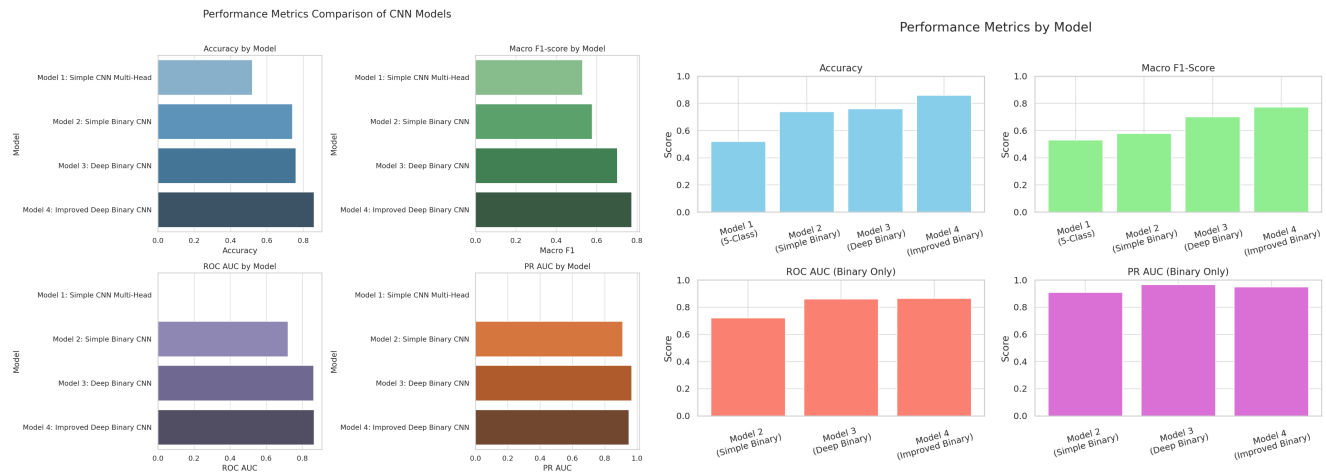 Performance Metrics Comparison of CNN Models
Accuracy by Model
Model
Model 1: Simple CNN Multi-Head
Model 2: Simple Binary CNN
Model 3: Deep Binary CNN
Model 4: Improved Deep Binary CNN
0.0 0.2 0.4 0.6 0.8
Accuracy
Macro F1-score by Model
Model
Model 1: Simple CNN Multi-Head
Model 2: Simple Binary CNN
Model 3: Deep Binary CNN
Model 4: Improved Deep Binary CNN
0.0 0.2 0.4 0.6 0.8
Macro F1
ROC AUC by Model
Model
Model 1: Simple CNN Multi-Head
Model 2: Simple Binary CNN
Model 3: Deep Binary CNN
Model 4: Improved Deep Binary CNN
0.0 0.2 0.4 0.6 0.8
ROC AUC
PR AUC by Model
Model
Model 1: Simple CNN Multi-Head
Model 2: Simple Binary CNN
Model 3: Deep Binary CNN
Model 4: Improved Deep Binary CNN
0.0 0.2 0.4 0.6 0.8 1.0
PR AUC
Performance Metrics by Model
Accuracy
Score
1.0
0.8
0.6
0.4
0.2
0.0
Model 1
(5-Class)
Model 2
(Simple Binary)
Model 3
(Deep Binary)
Model 4
(Improved Binary)
Macro F1-Score
Score
1.0
0.8
0.6
0.4
0.2
0.0
Model 1
(5-Class)
Model 2
(Simple Binary)
Model 3
(Deep Binary)
Model 4
(Improved Binary)
ROC AUC (Binary Only)
Score
1.0
0.8
0.6
0.4
0.2
0.0
Model 2
(Simple Binary)
Model 3
(Deep Binary)
Model 4
(Improved Binary)
PR AUC (Binary Only)
Score
1.0
0.8
0.6
0.4
0.2
0.0
Model 2
(Simple Binary)
Model 3
(Deep Binary)
Model 4
(Improved Binary)